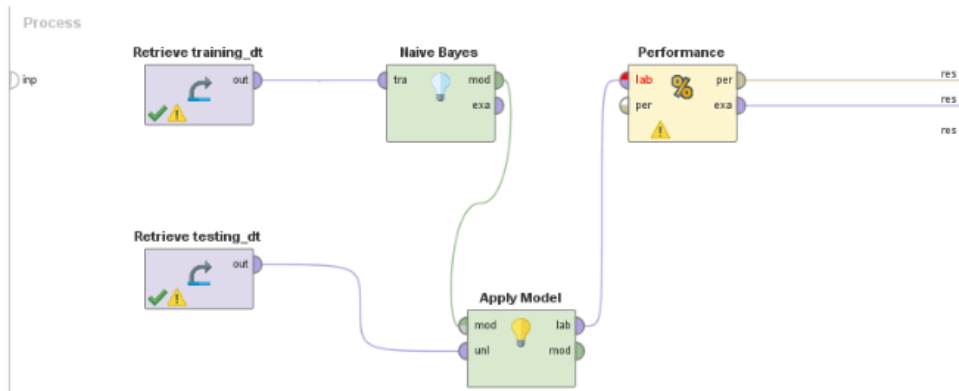 Process
Retrieve training_dt
Naive Bayes
Performance
inp
out
tra
mod
exa
lab
per
%
per
exa
res
res
res
Retrieve testing_dt
out
Apply Model
mod
unl
lab
mod